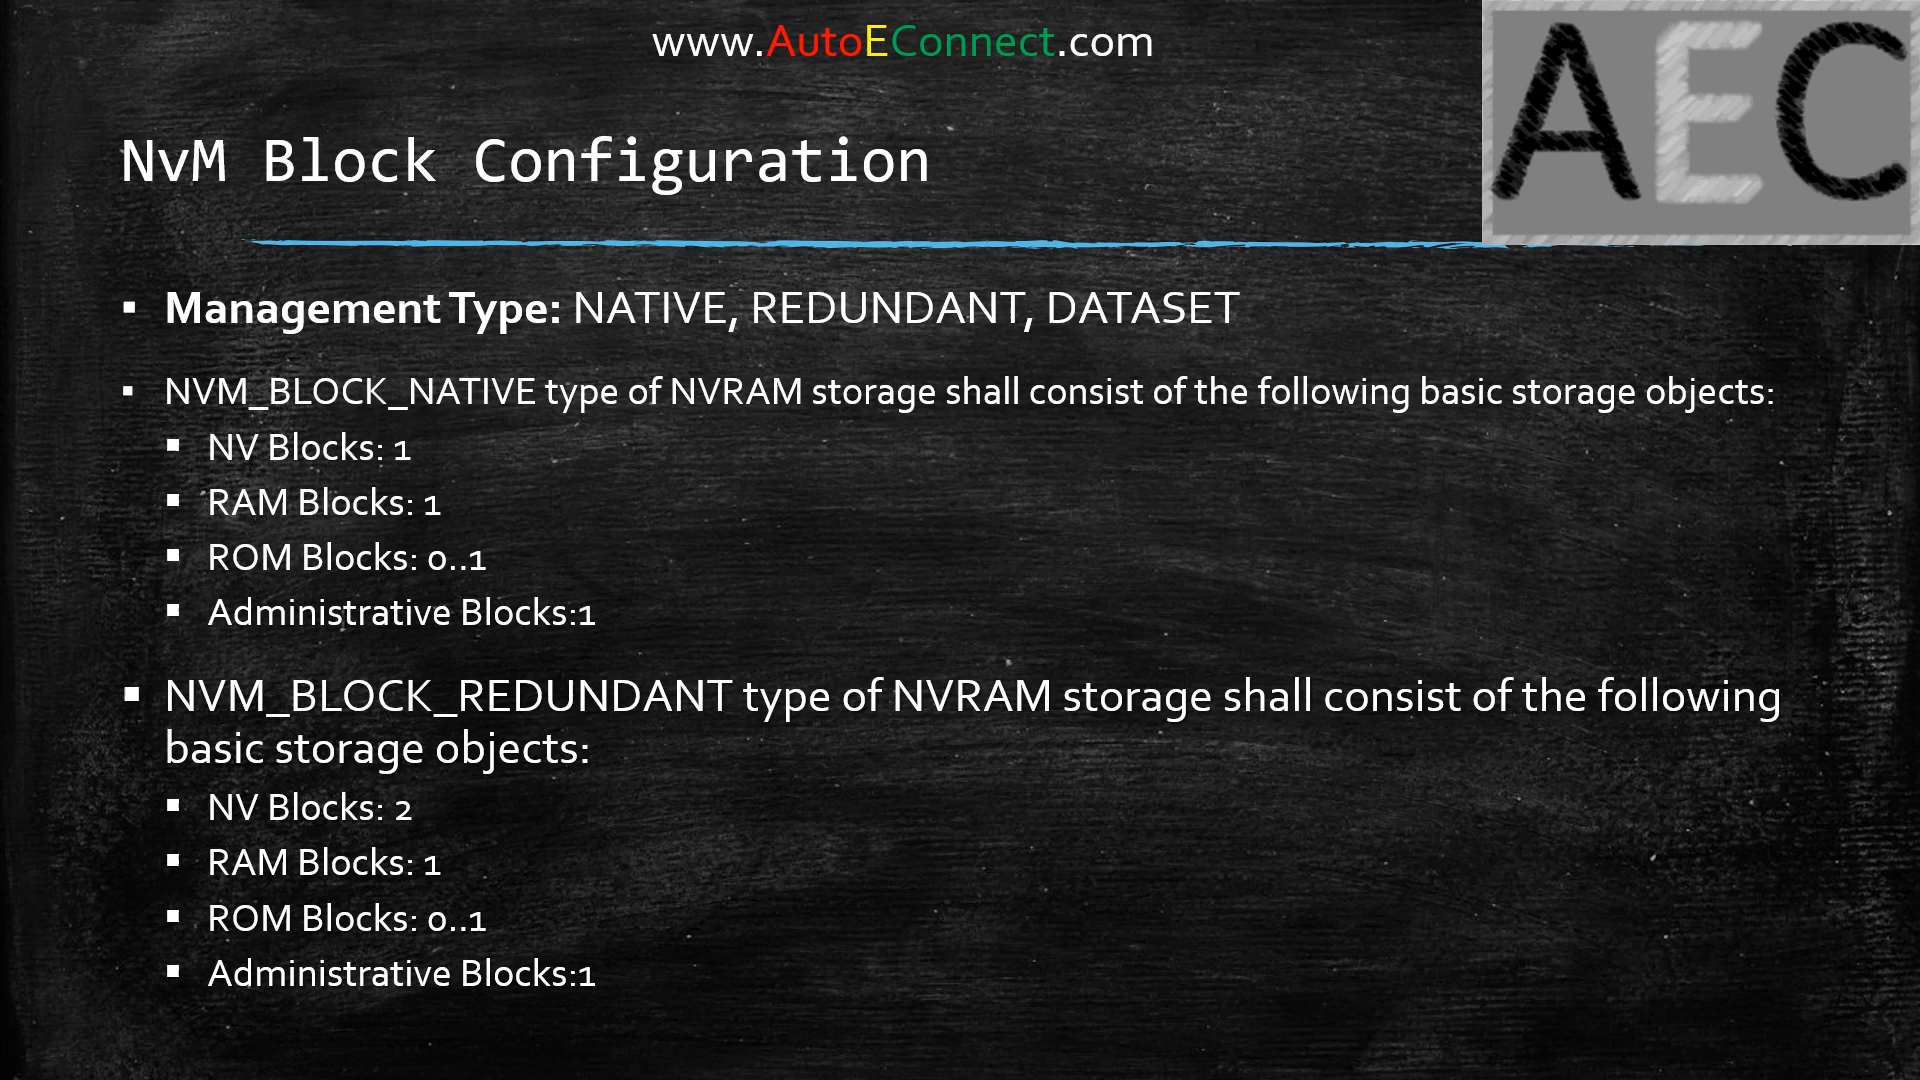 www.AutoEConnect.com
AEC
NvM Block Configuration
▪ Management Type: NATIVE, REDUNDANT, DATASET
▪ NVM_BLOCK_NATIVE type of NVRAM storage shall consist of the following basic storage objects:
▪ NV Blocks: 1
▪ RAM Blocks: 1
▪ ROM Blocks: 0..1
▪ Administrative Blocks:1
▪ NVM_BLOCK_REDUNDANT type of NVRAM storage shall consist of the following
basic storage objects:
▪ NV Blocks: 2
▪ RAM Blocks: 1
▪ ROM Blocks: 0..1
▪ Administrative Blocks:1